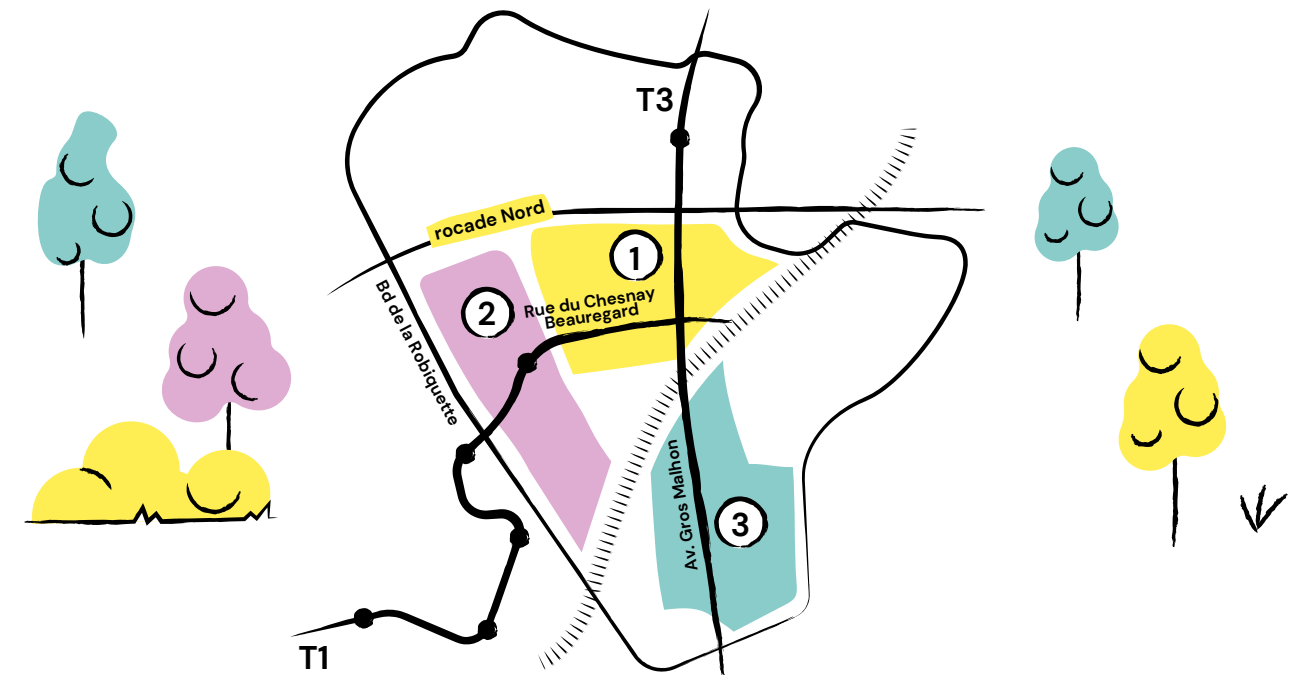 T3
rocade Nord
1
2
Rue du Chesnay
Beauregard
Bd de la Robiquette
Av. Gros Malhon
3
T1